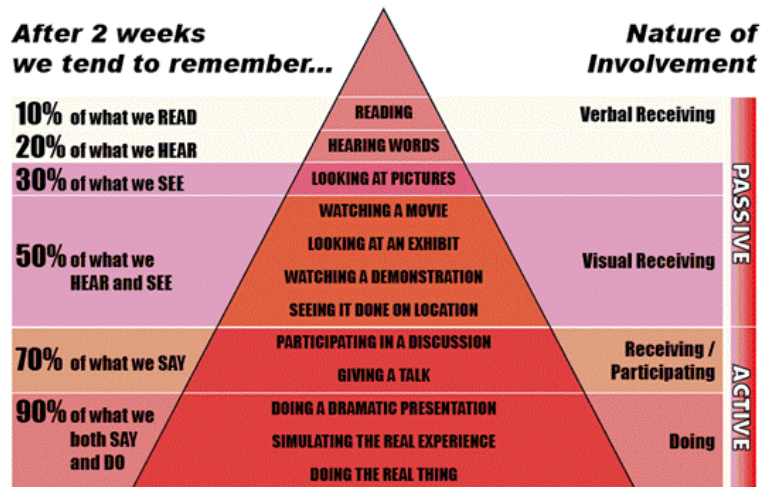 After 2 weeks
we tend to remember...
Nature of
Involvement
10% of what we READ
READING
Verbal Receiving
20% of what we HEAR
HEARING WORDS
30% of what we SEE
LOOKING AT PICTURES
50% of what we
HEAR and SEE
WATCHING A MOVIE
LOOKING AT AN EXHIBIT
WATCHING A DEMONSTRATION
SEEING IT DONE ON LOCATION
Visual Receiving
PASSIVE
70% of what we SAY
PARTICIPATING IN A DISCUSSION
GIVING A TALK
Receiving /
Participating
90% of what we
both SAY
and DO
DOING A DRAMATIC PRESENTATION
SIMULATING THE REAL EXPERIENCE
DOING THE REAL THING
Doing
ACTIVE